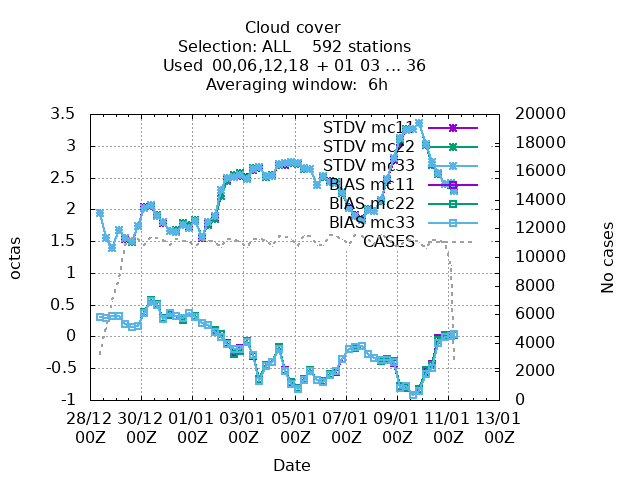 Cloud cover
Selection: ALL    592 stations
Used  00,06,12,18  + 01 03 ... 36
Averaging window:  6h
3.5
3
2.5
2
1.5
1
0.5
0
-0.5
-1
octas
20000
18000
16000
14000
12000
10000
8000
6000
4000
2000
0
No cases
STDV mc11
STDV mc22
STDV mc33
BIAS mc11
BIAS mc22
BIAS mc33
CASES
28/12 30/12 01/01 03/01 05/01 07/01 09/01 11/01 13/01
00Z 00Z 00Z 00Z 00Z 00Z 00Z 00Z 00Z
Date